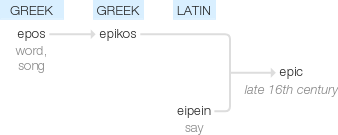 GREEK GREEK LATIN
epos epikos
word,
song
epic
late 16th century
eipein
say